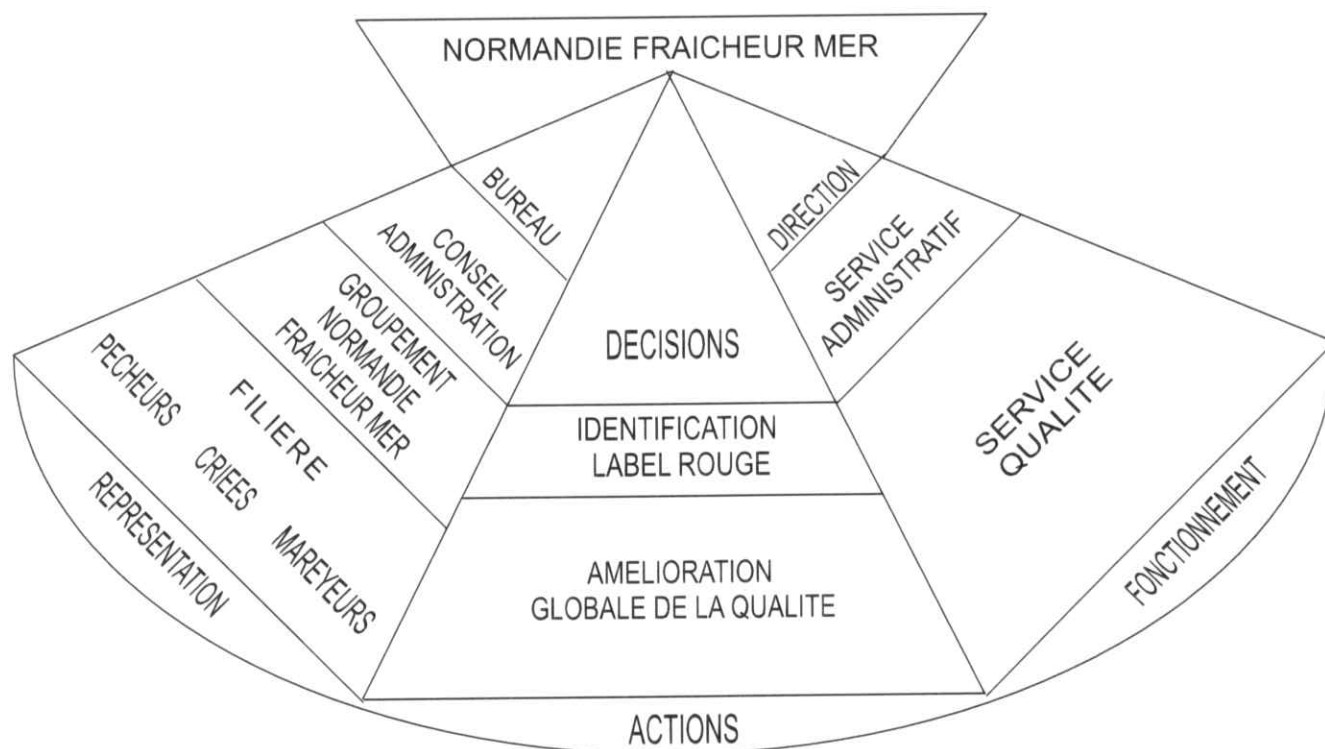 NORMANDIE FRAICHEUR MER
BUREAU
CONSEIL
ADMINISTRATION
GROUPEMENT
NORMANDIE
FRAICHEUR MER
FILIERE
PECHEURS
CRIEES
MAREYEURS
REPRESENTATION
DECISIONS
IDENTIFICATION
LABEL ROUGE
AMELIORATION
GLOBALE DE LA QUALITE
ACTIONS
DIRECTION
SERVICE
ADMINISTRATIF
SERVICE
QUALITE
FONCTIONNEMENT